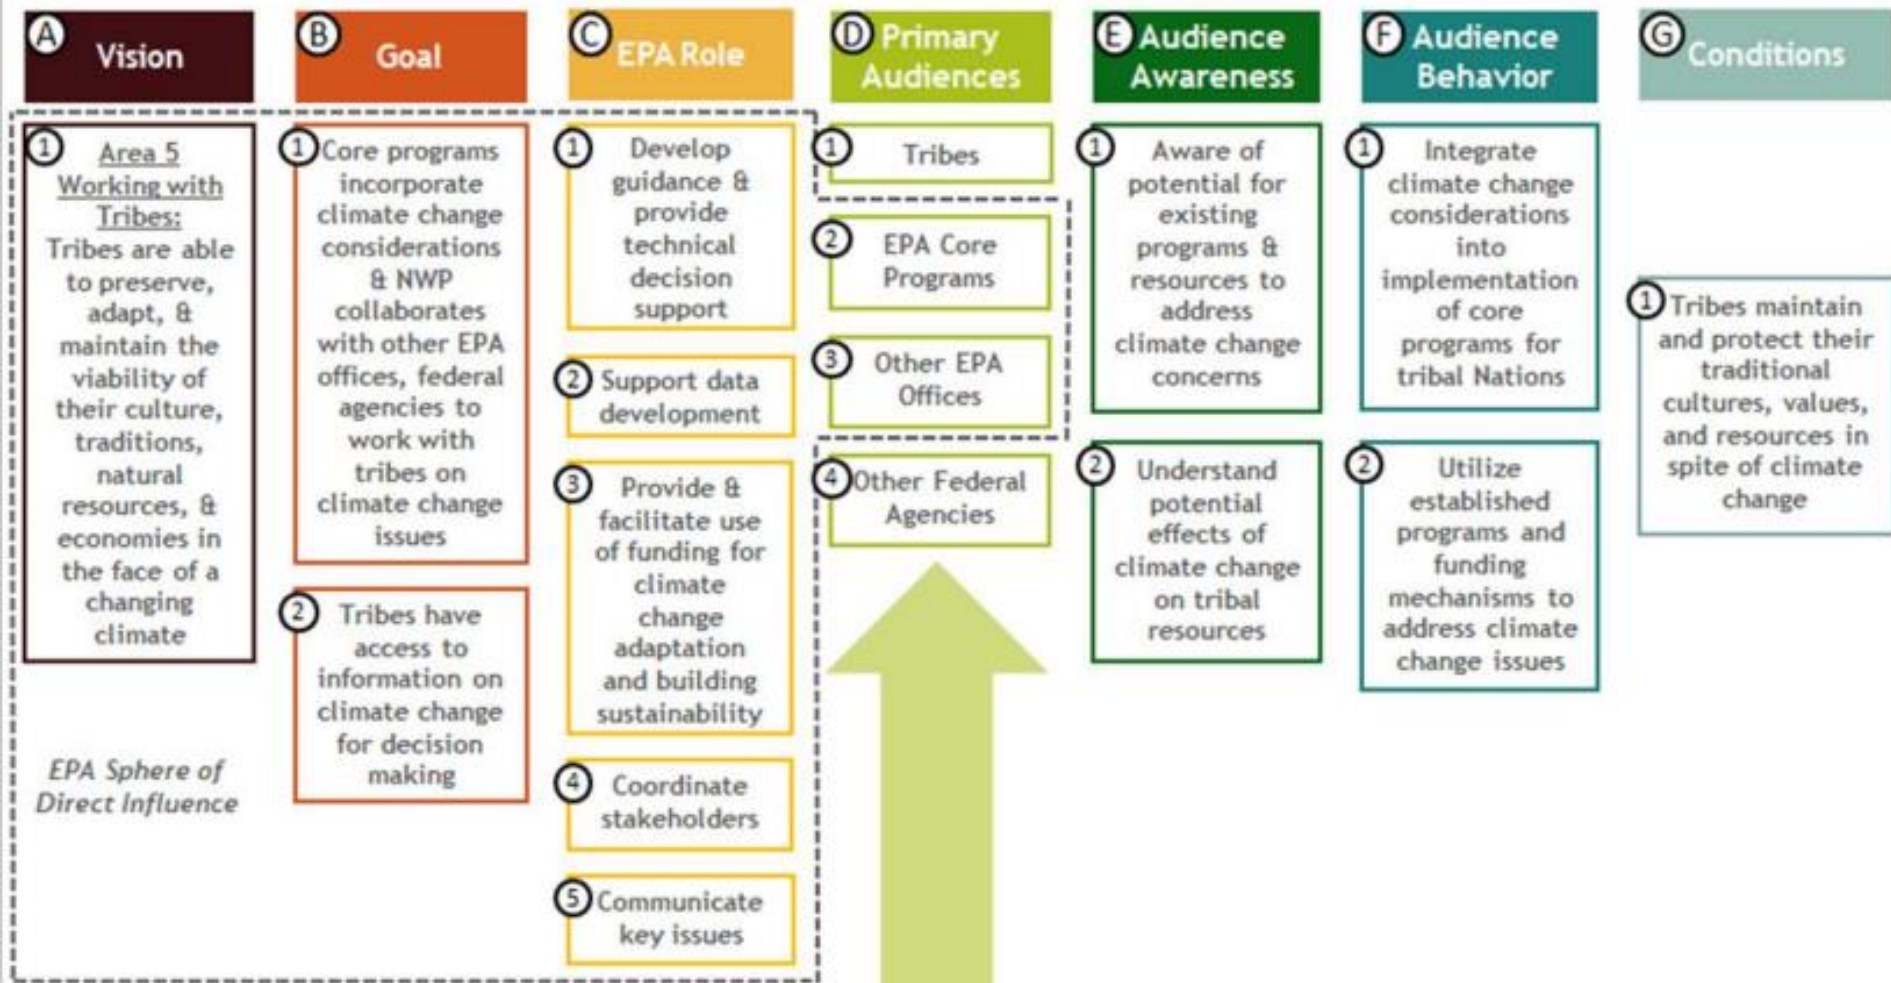 A
Vision
B
Goal
C
EPA Role
D
Primary
Audiences
E
Audience
Awareness
F
Audience
Behavior
G
Conditions
1
Area 5
Working with
Tribes:
Tribes are able
to preserve,
adapt, &
maintain the
viability of
their culture,
traditions,
natural
resources, &
economies in
the face of a
changing
climate
EPA Sphere of
Direct Influence
1
Core programs
incorporate
climate change
considerations
& NWP
collaborates
with other EPA
offices, federal
agencies to
work with
tribes on
climate change
issues
2
Tribes have
access to
information on
climate change
for decision
making
1
Develop
guidance &
provide
technical
decision
support
2
Support data
development
3
Provide &
facilitate use
of funding for
climate
change
adaptation
and building
sustainability
4
Coordinate
stakeholders
5
Communicate
key issues
1
Tribes
2
EPA Core
Programs
3
Other EPA
Offices
4
Other Federal
Agencies
1
Aware of
potential for
existing
programs &
resources to
address
climate change
concerns
2
Understand
potential
effects of
climate change
on tribal
resources
1
Integrate
climate change
considerations
into
implementation
of core
programs for
tribal Nations
2
Utilize
established
programs and
funding
mechanisms to
address climate
change issues
1
Tribes maintain
and protect their
traditional
cultures, values,
and resources in
spite of climate
change